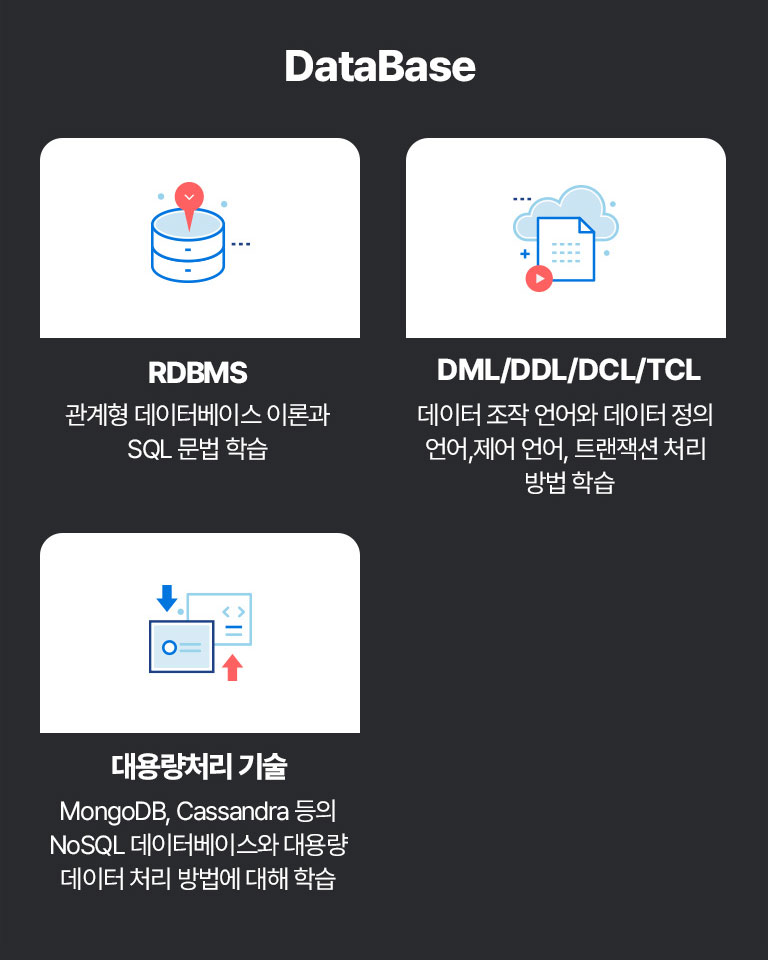 DataBase
RDBMS
관계형 데이터베이스 이론과
SQL 문법 학습
DML/DDL/DCL/TCL
데이터 조작 언어와 데이터 정의
언어,제어 언어, 트랜잭션 처리
방법 학습
대용량처리 기술
MongoDB, Cassandra 등의
NoSQL 데이터베이스와 대용량
데이터 처리 방법에 대해 학습